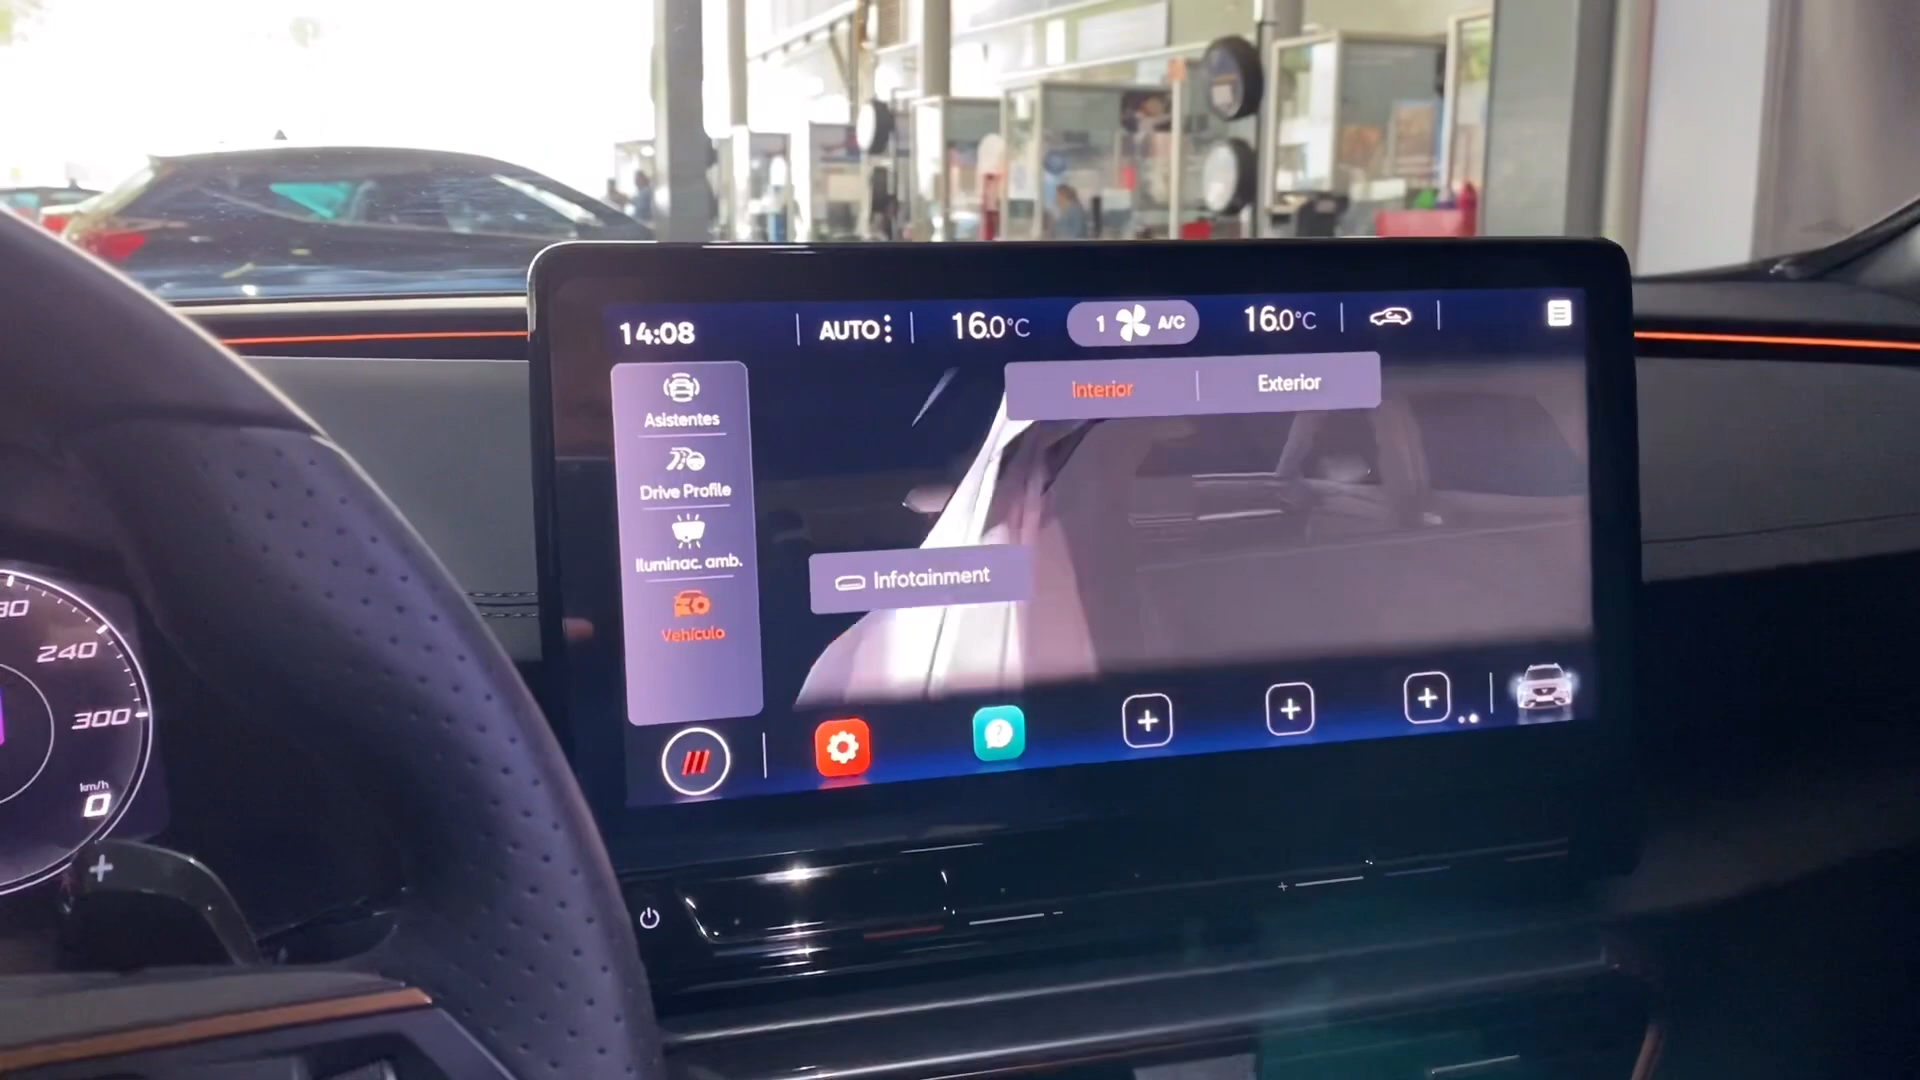 14:08
AUTO
16.0°C
1 A/C
16.0°C
Interior
Exterior
Asistentes
Drive Profile
Iluminac. amb.
Vehículo
Infotainment
240
300
km/h
0